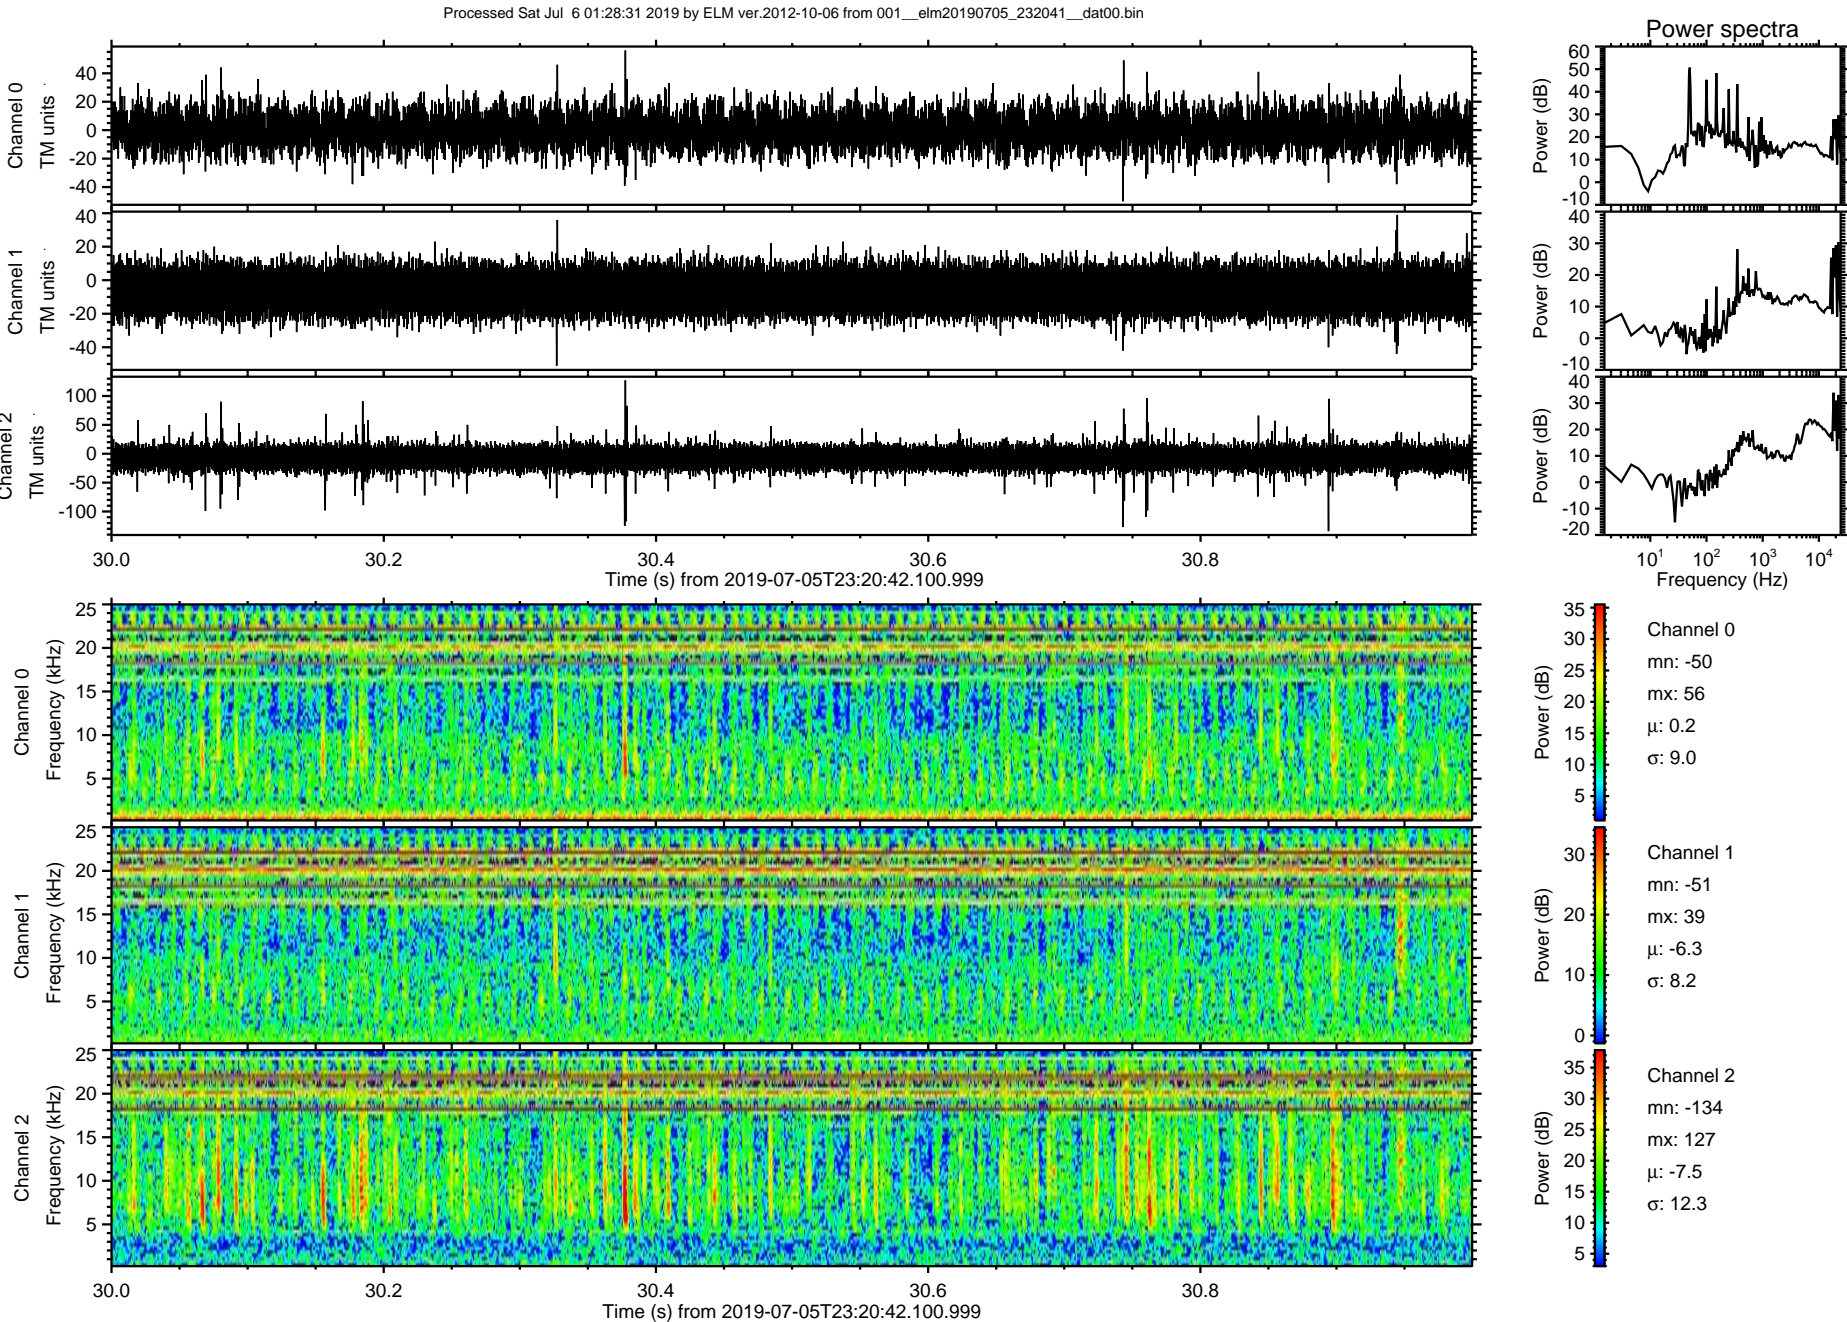 Processed Sat Jul 6 01:28:31 2019 by ELM ver.2012-10-06 from 001__elm20190705_232041__dat00.bin
Power spectra
Channel 0
TM units
40
20
0
-20
-40
Power (dB)
60
50
40
30
20
10
0
-10
Channel 1
TM units
40
20
0
-20
-40
Power (dB)
40
30
20
10
0
-10
Channel 2
TM units
100
50
0
-50
-100
Power (dB)
40
30
20
10
0
-10
-20
30.0 30.2 30.4 30.6 30.8
Time (s) from 2019-07-05T23:20:42.100.999
10^1 10^2 10^3 10^4
Frequency (Hz)
Channel 0
Frequency (kHz)
25
20
15
10
5
Power (dB)
35
30
25
20
15
10
5
Channel 0
mn: -50
mx: 56
μ: 0.2
σ: 9.0
Channel 1
Frequency (kHz)
25
20
15
10
5
Power (dB)
30
20
10
0
Channel 1
mn: -51
mx: 39
μ: -6.3
σ: 8.2
Channel 2
Frequency (kHz)
25
20
15
10
5
Power (dB)
35
30
25
20
15
10
5
Channel 2
mn: -134
mx: 127
μ: -7.5
σ: 12.3
30.0 30.2 30.4 30.6 30.8
Time (s) from 2019-07-05T23:20:42.100.999